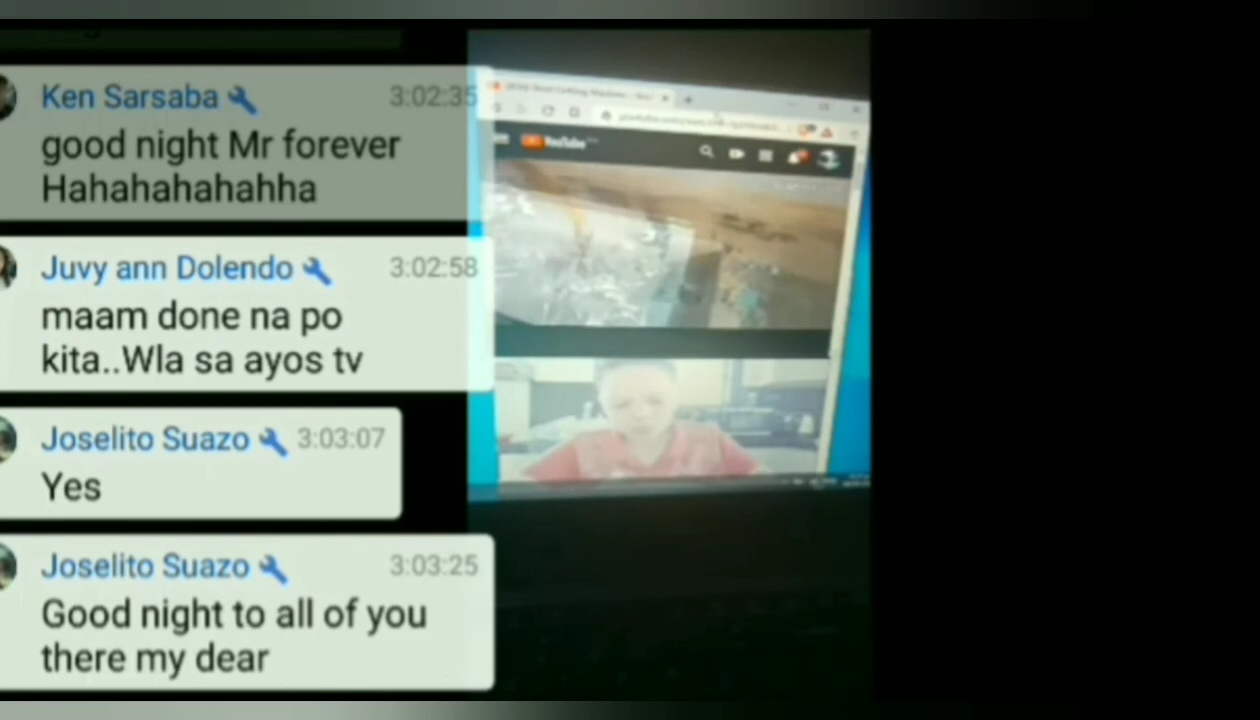 Ken Sarsaba 3:02:35
good night Mr forever
Hahahahahahha
Juvy ann Dolendo 3:02:58
maam done na po
kita..Wla sa ayos tv
Joselito Suazo 3:03:07
Yes
Joselito Suazo 3:03:25
Good night to all of you
there my dear
YouTube